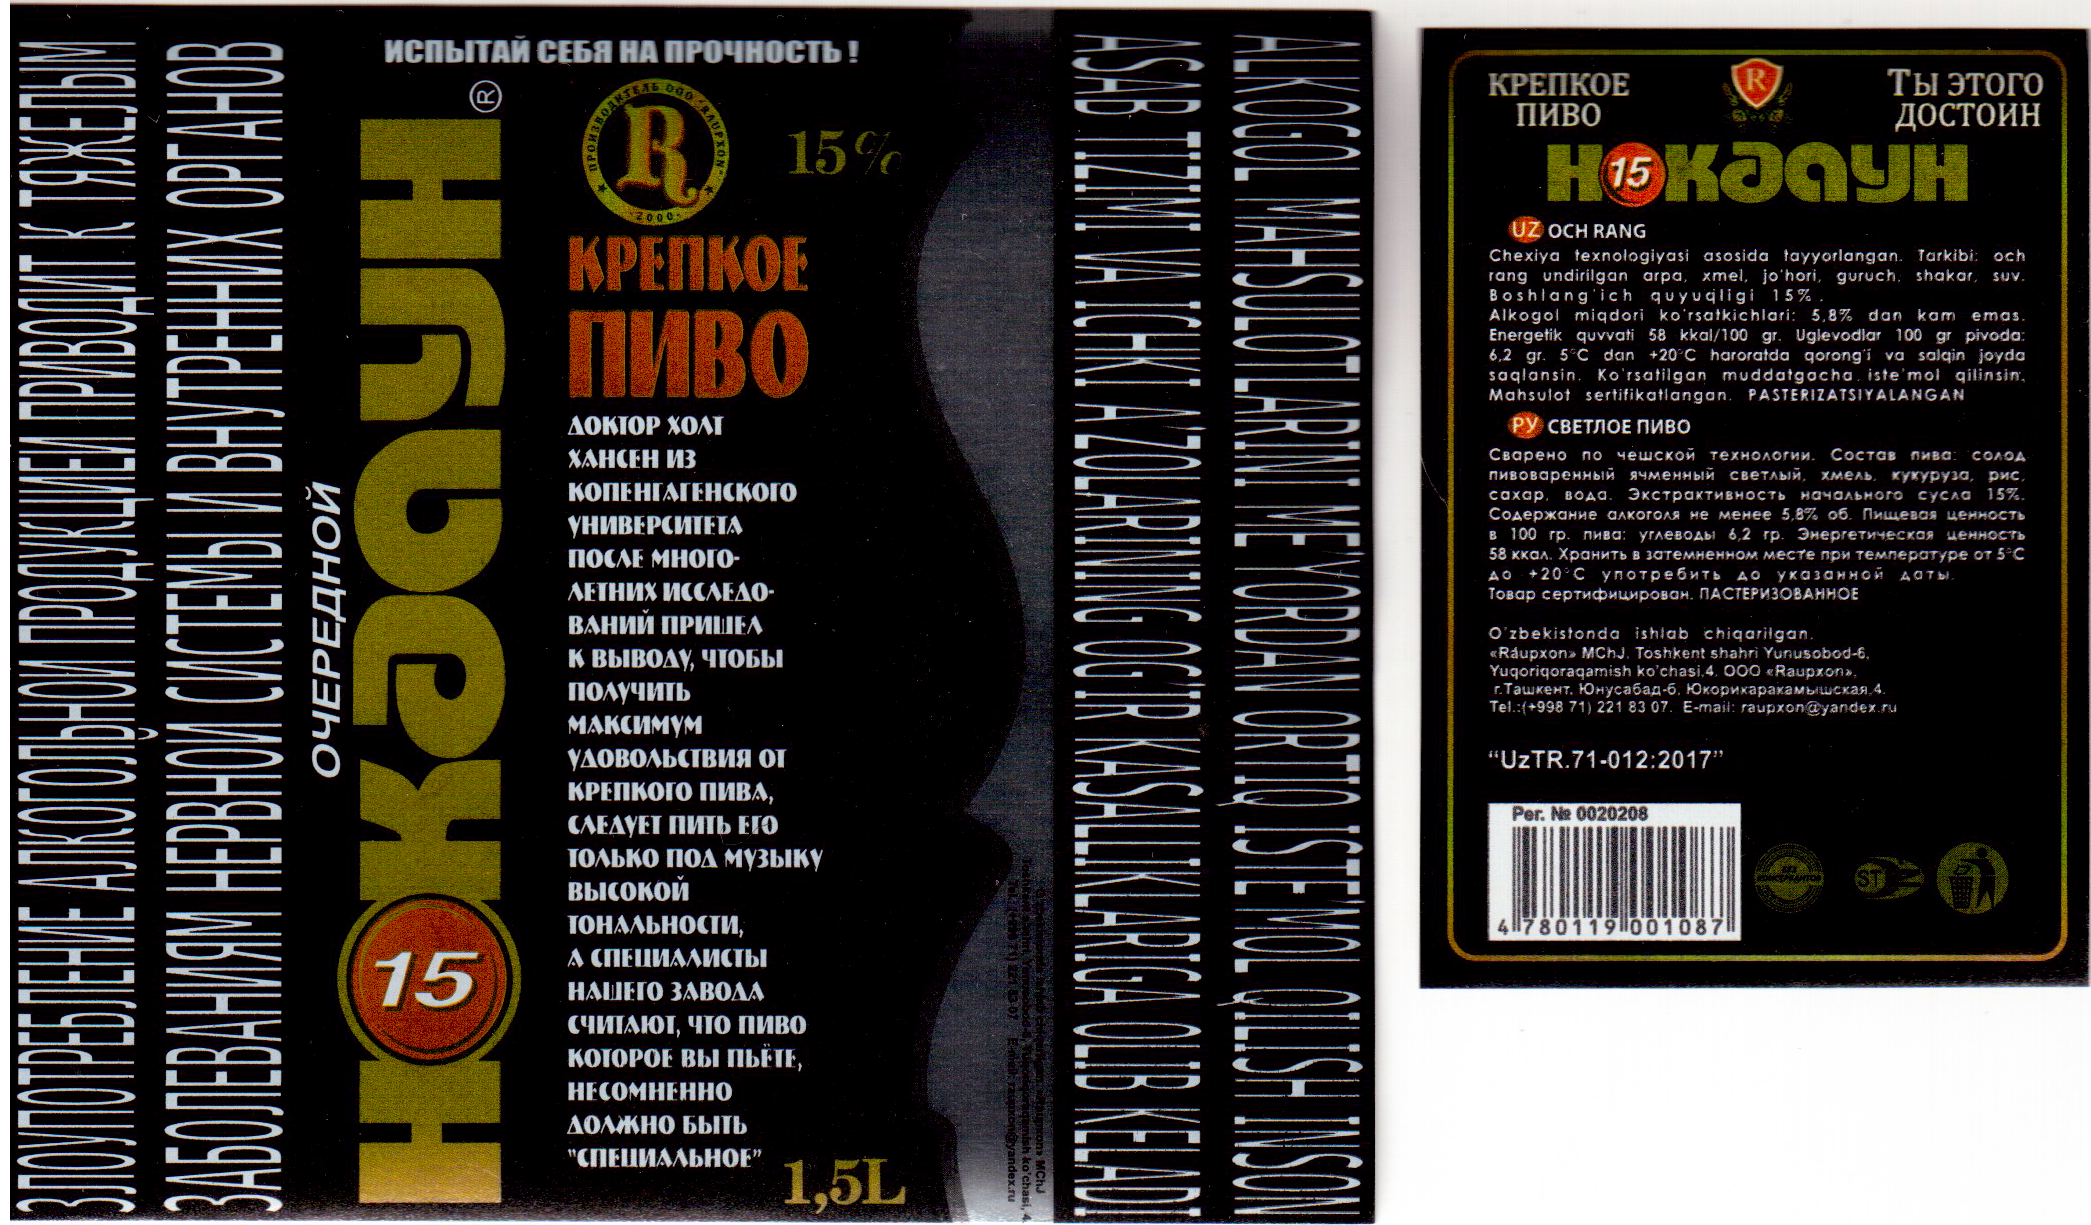 ЗЛОУПОТРЕБЛЕНИЕ АЛКОГОЛЬНОЙ ПРОДУКЦИЕЙ ПРИВОДИТ К ТЯЖЕЛЫМ
ЗАБОЛЕВАНИЯМ НЕРВНОЙ СИСТЕМЫ И ВНУТРЕННИХ ОРГАНОВ
ИСПЫТАЙ СЕБЯ НА ПРОЧНОСТЬ !
ОЧЕРЕДНОЙ
НОКДАУН ®
15
ПРОИЗВОДИТЕЛЬ ООО "RAUPXON"
R
2000
15%
КРЕПКОЕ
ПИВО
ДОКТОР ХОЛТ
ХАНСЕН ИЗ
КОПЕНГАГЕНСКОГО
УНИВЕРСИТЕТА
ПОСЛЕ МНОГО-
ЛЕТНИХ ИССЛЕДО-
ВАНИЙ ПРИШЕЛ
К ВЫВОДУ, ЧТОБЫ
ПОЛУЧИТЬ
МАКСИМУМ
УДОВОЛЬСТВИЯ ОТ
КРЕПКОГО ПИВА,
СЛЕДУЕТ ПИТЬ ЕГО
ТОЛЬКО ПОД МУЗЫКУ
ВЫСОКОЙ
ТОНАЛЬНОСТИ,
А СПЕЦИАЛИСТЫ
НАШЕГО ЗАВОДА
СЧИТАЮТ, ЧТО ПИВО
КОТОРОЕ ВЫ ПЬЁТЕ,
НЕСОМНЕННО
ДОЛЖНО БЫТЬ
"СПЕЦИАЛЬНОЕ"
1,5L
ALKOGOL MAHSULOTLARINI ME'YORDAN ORTIQ ISTE'MOL QILISH INSON
ASAB TIZIMI VA ICHKI A'ZOLARINING OG'IR KASALLIKLARIGA OLIB KELADI
КРЕПКОЕ
ПИВО
R
ТЫ ЭТОГО
ДОСТОИН
Н15КДАУН
UZ OCH RANG
Chexiya texnologiyasi asosida tayyorlangan. Tarkibi: och
rang undirilgan arpa, xmel, jo'hori, guruch, shakar, suv.
Boshlang'ich quyuqligi 15%.
Alkogol miqdori ko'rsatkichlari: 5,8% dan kam emas.
Energetik quvvati 58 kkal/100 gr. Uglevodlar 100 gr pivoda:
6,2 gr. 5°C dan +20°C haroratda qorong'i va salqin joyda
saqlansin. Ko'rsatilgan muddatgacha iste'mol qilinsin.
Mahsulot sertifikatlangan. PASTERIZATSIYALANGAN
РУ СВЕТЛОЕ ПИВО
Сварено по чешской технологии. Состав пива: солод
пивоваренный ячменный светлый, хмель, кукуруза, рис,
сахар, вода. Экстрактивность начального сусла 15%.
Содержание алкоголя не менее 5,8% об. Пищевая ценность
в 100 гр. пива: углеводы 6,2 гр. Энергетическая ценность
58 ккал. Хранить в затемненном месте при температуре от 5°С
до +20°С употребить до указанной даты.
Товар сертифицирован. ПАСТЕРИЗОВАННОЕ
O'zbekistonda ishlab chiqarilgan.
«Raupxon» MChJ, Toshkent shahri Yunusobod-6,
Yuqoriqoraqamish ko'chasi,4. ООО «Raupxon»,
г.Ташкент, Юнусабад-6, Юкорикаракамышская,4.
Tel.:(+998 71) 221 83 07. E-mail: raupxon@yandex.ru
“UzTR.71-012:2017”
Рег. № 0020208
4 780119 001087
ST